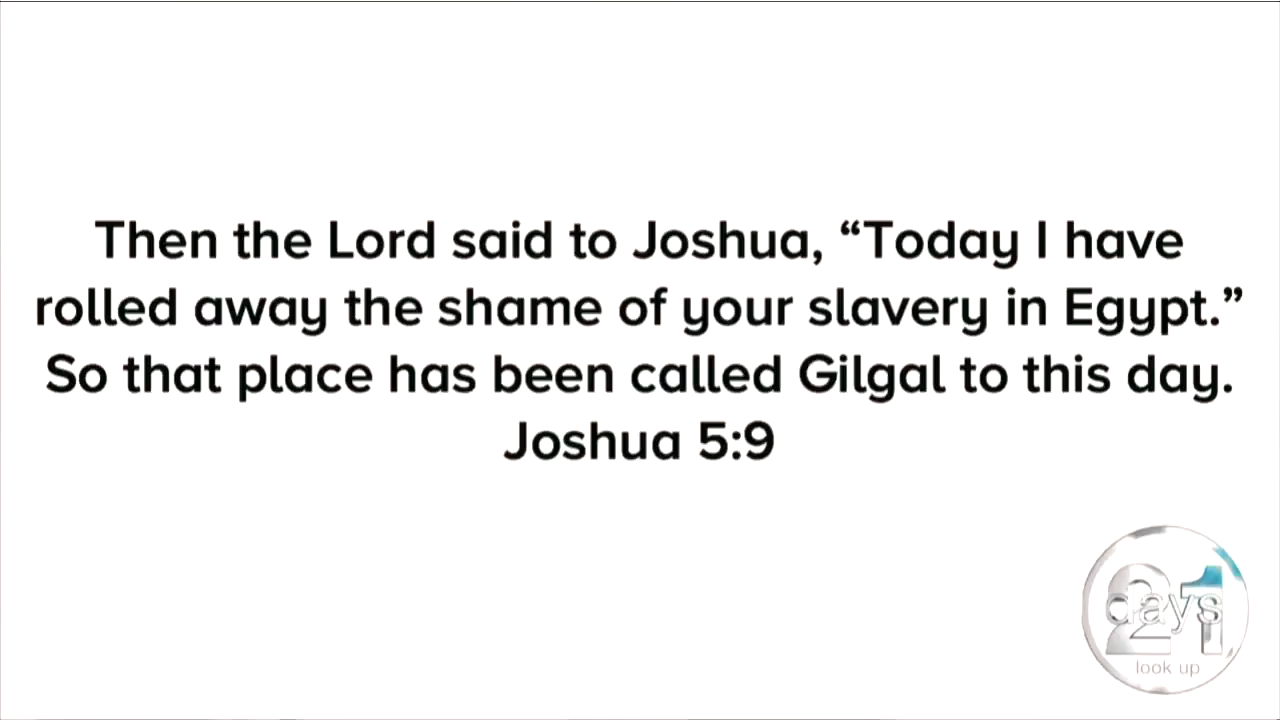 Then the Lord said to Joshua, “Today I have
rolled away the shame of your slavery in Egypt.”
So that place has been called Gilgal to this day.
Joshua 5:9
21
days
look up